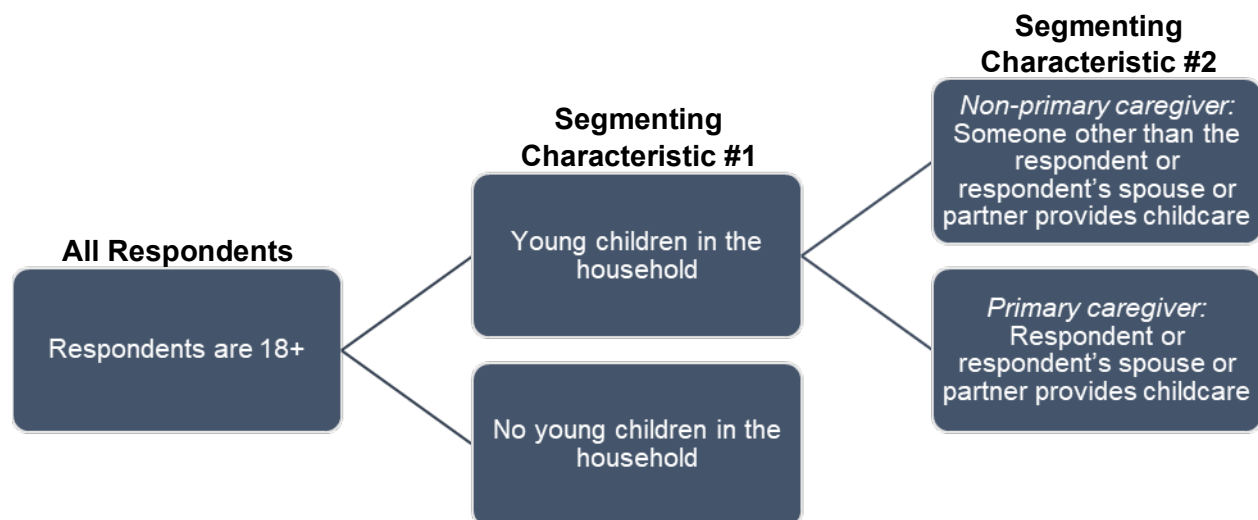 All Respondents
Respondents are 18+
Segmenting
Characteristic #1
Young children in the
household
No young children in the
household
Segmenting
Characteristic #2
Non-primary caregiver:
Someone other than the
respondent or
respondent’s spouse or
partner provides childcare
Primary caregiver:
Respondent or
respondent’s spouse or
partner provides childcare